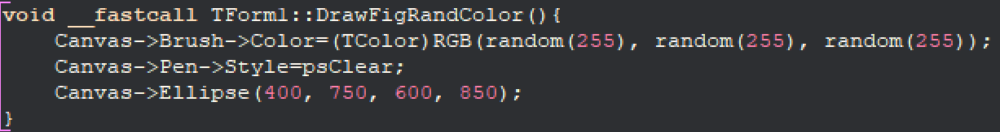 void __fastcall TForm1::DrawFigRandColor(){
    Canvas->Brush->Color=(TColor)RGB(random(255), random(255), random(255));
    Canvas->Pen->Style=psClear;
    Canvas->Ellipse(400, 750, 600, 850);
}